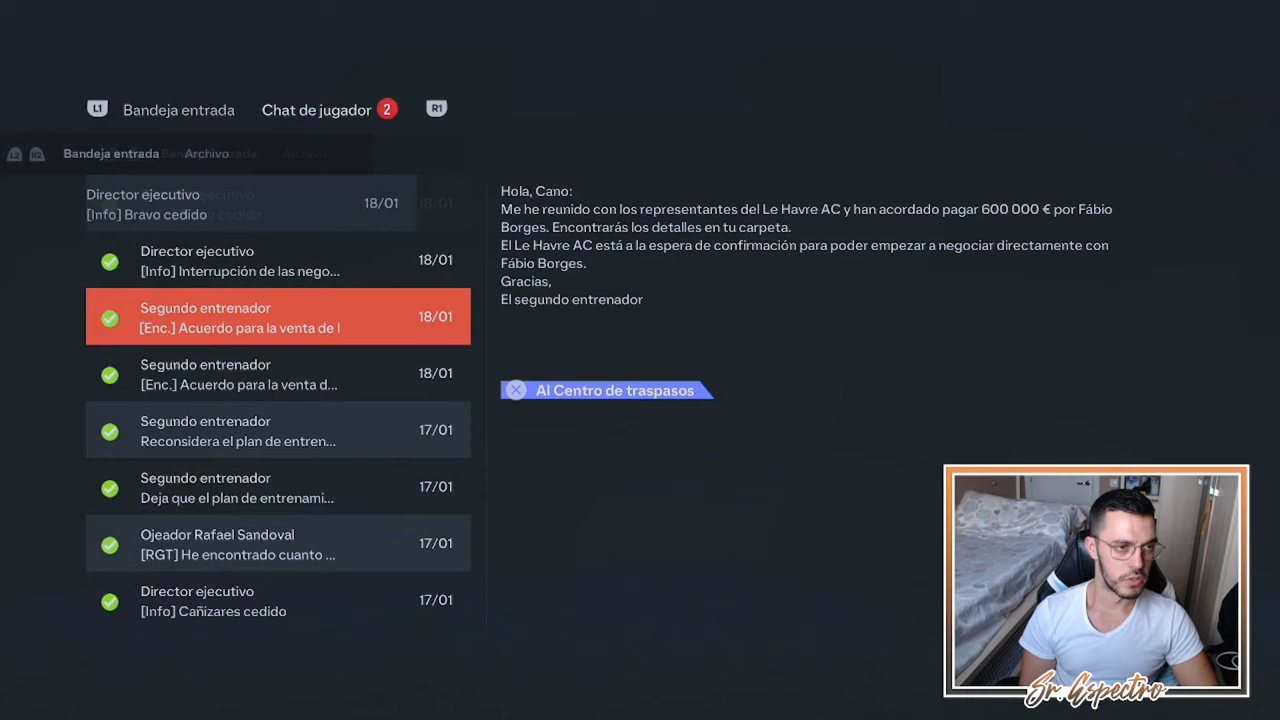 L1 Bandeja entrada Chat de jugador 2 R1
L2 R2 Bandeja entrada Archivo
Director ejecutivo
[Info] Bravo cedido
18/01
Director ejecutivo
[Info] Interrupción de las nego...
18/01
Segundo entrenador
[Enc.] Acuerdo para la venta de
18/01
Segundo entrenador
[Enc.] Acuerdo para la venta d...
18/01
Segundo entrenador
Reconsidera el plan de entren...
17/01
Segundo entrenador
Deja que el plan de entrenami...
17/01
Ojeador Rafael Sandoval
[RGT] He encontrado cuanto ...
17/01
Director ejecutivo
[Info] Cañizares cedido
17/01
Hola, Cano:
Me he reunido con los representantes del Le Havre AC y han acordado pagar 600 000 € por Fábio
Borges. Encontrarás los detalles en tu carpeta.
El Le Havre AC está a la espera de confirmación para poder empezar a negociar directamente con
Fábio Borges.
Gracias,
El segundo entrenador
Al Centro de traspasos
Sr. Aspectro